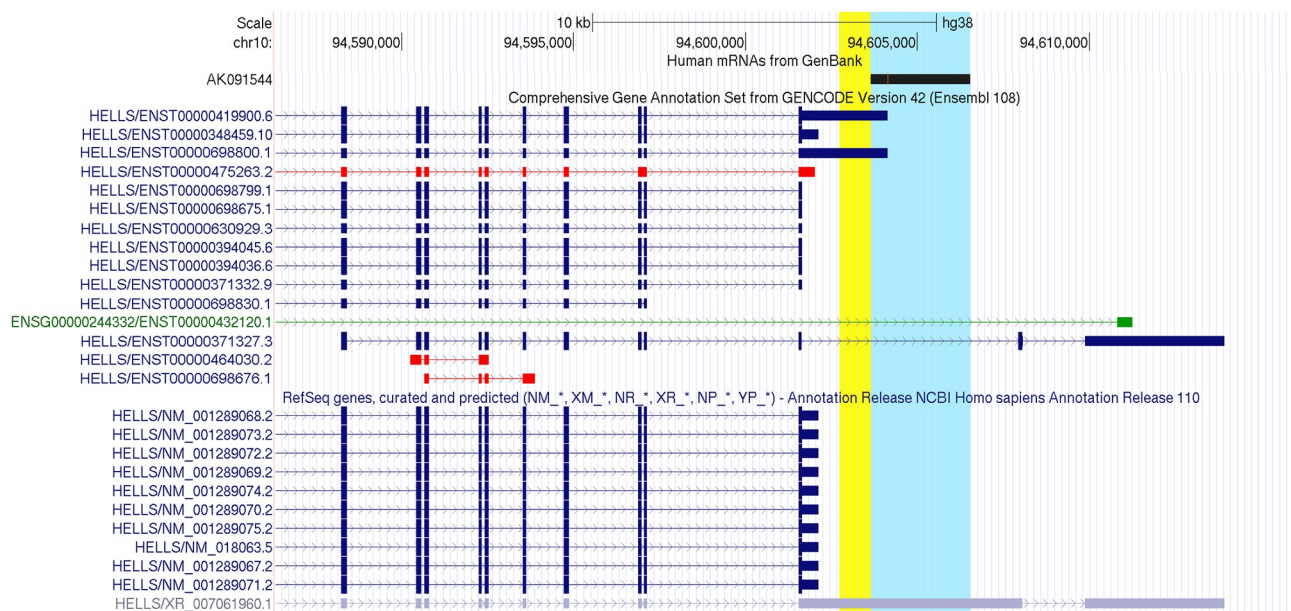 Scale 10 kb hg38
chr10: 94,590,000 94,595,000 94,600,000 94,605,000 94,610,000
Human mRNAs from GenBank
AK091544
Comprehensive Gene Annotation Set from GENCODE Version 42 (Ensembl 108)
HELLS/ENST00000419900.6
HELLS/ENST00000348459.10
HELLS/ENST00000698800.1
HELLS/ENST00000475263.2
HELLS/ENST00000698799.1
HELLS/ENST00000698675.1
HELLS/ENST00000630929.3
HELLS/ENST00000394045.6
HELLS/ENST00000394036.6
HELLS/ENST00000371332.9
HELLS/ENST00000698830.1
ENSG00000244332/ENST00000432120.1
HELLS/ENST00000371327.3
HELLS/ENST00000464030.2
HELLS/ENST00000698676.1
RefSeq genes, curated and predicted (NM_*, XM_*, NR_*, XR_*, NP_*, YP_*) - Annotation Release NCBI Homo sapiens Annotation Release 110
HELLS/NM_001289068.2
HELLS/NM_001289073.2
HELLS/NM_001289072.2
HELLS/NM_001289069.2
HELLS/NM_001289074.2
HELLS/NM_001289070.2
HELLS/NM_001289075.2
HELLS/NM_018063.5
HELLS/NM_001289067.2
HELLS/NM_001289071.2
HELLS/XR_007061960.1